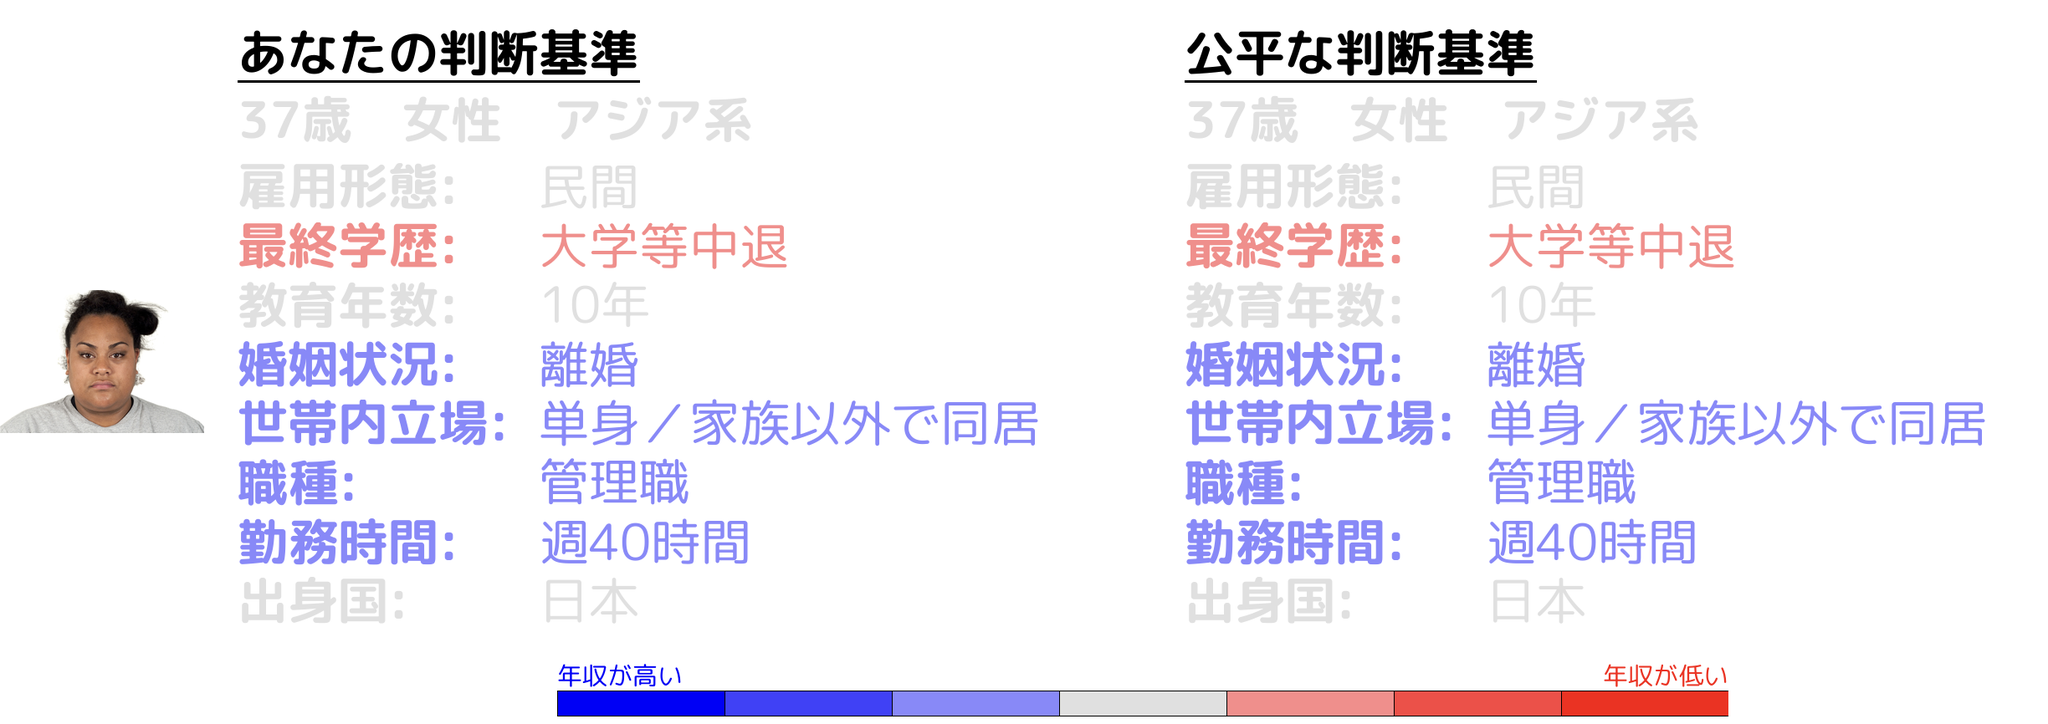 あなたの判断基準
37歳 女性 アジア系
雇用形態: 民間
最終学歴: 大学等中退
教育年数: 10年
婚姻状況: 離婚
世帯内立場: 単身／家族以外で同居
職種: 管理職
勤務時間: 週40時間
出身国: 日本
公平な判断基準
37歳 女性 アジア系
雇用形態: 民間
最終学歴: 大学等中退
教育年数: 10年
婚姻状況: 離婚
世帯内立場: 単身／家族以外で同居
職種: 管理職
勤務時間: 週40時間
出身国: 日本
年収が高い
年収が低い